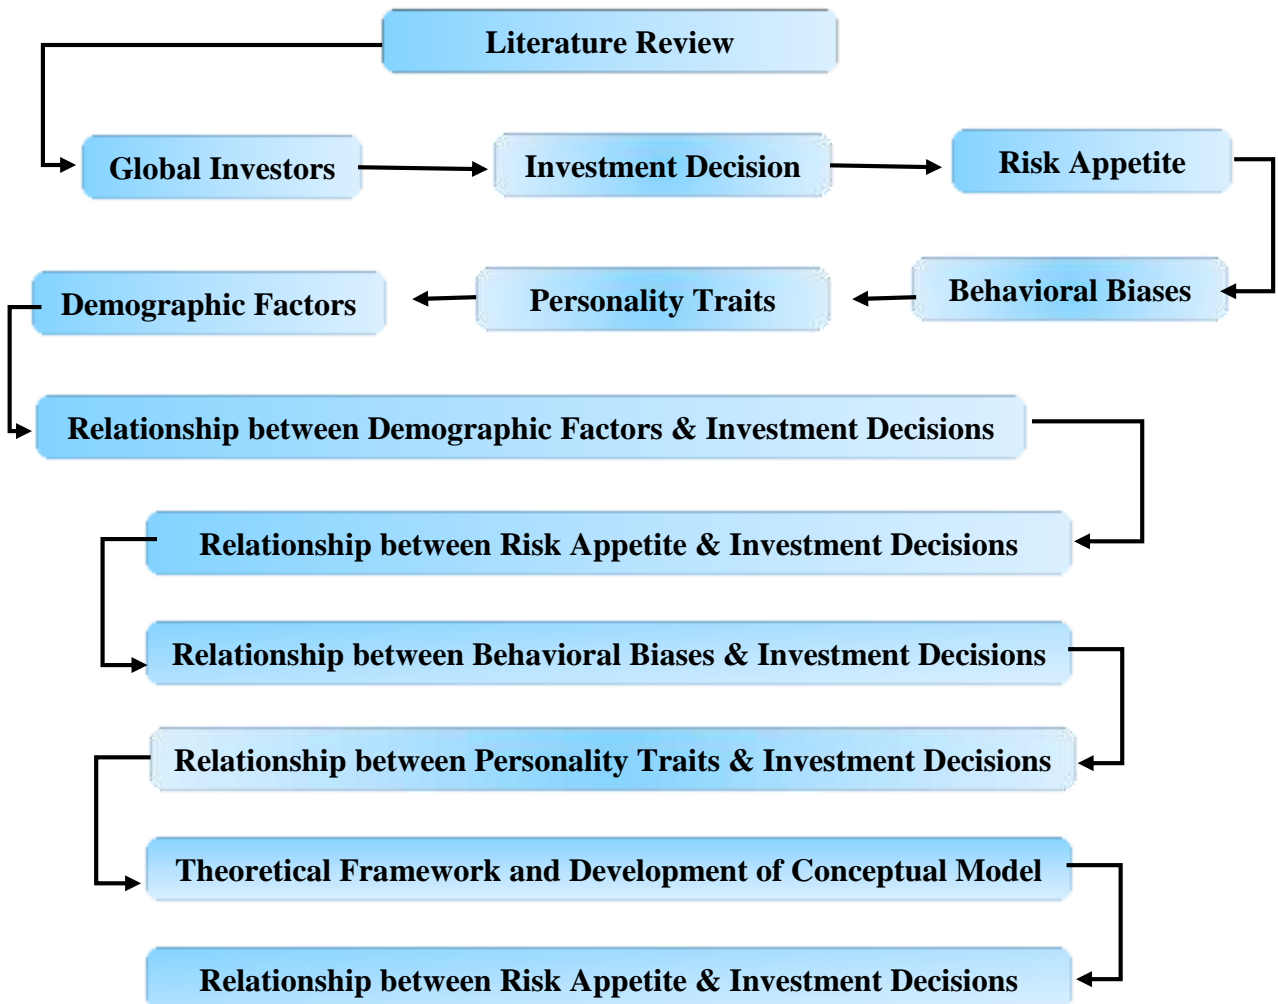 Literature Review
Global Investors
Investment Decision
Risk Appetite
Behavioral Biases
Personality Traits
Demographic Factors
Relationship between Demographic Factors & Investment Decisions
Relationship between Risk Appetite & Investment Decisions
Relationship between Behavioral Biases & Investment Decisions
Relationship between Personality Traits & Investment Decisions
Theoretical Framework and Development of Conceptual Model
Relationship between Risk Appetite & Investment Decisions